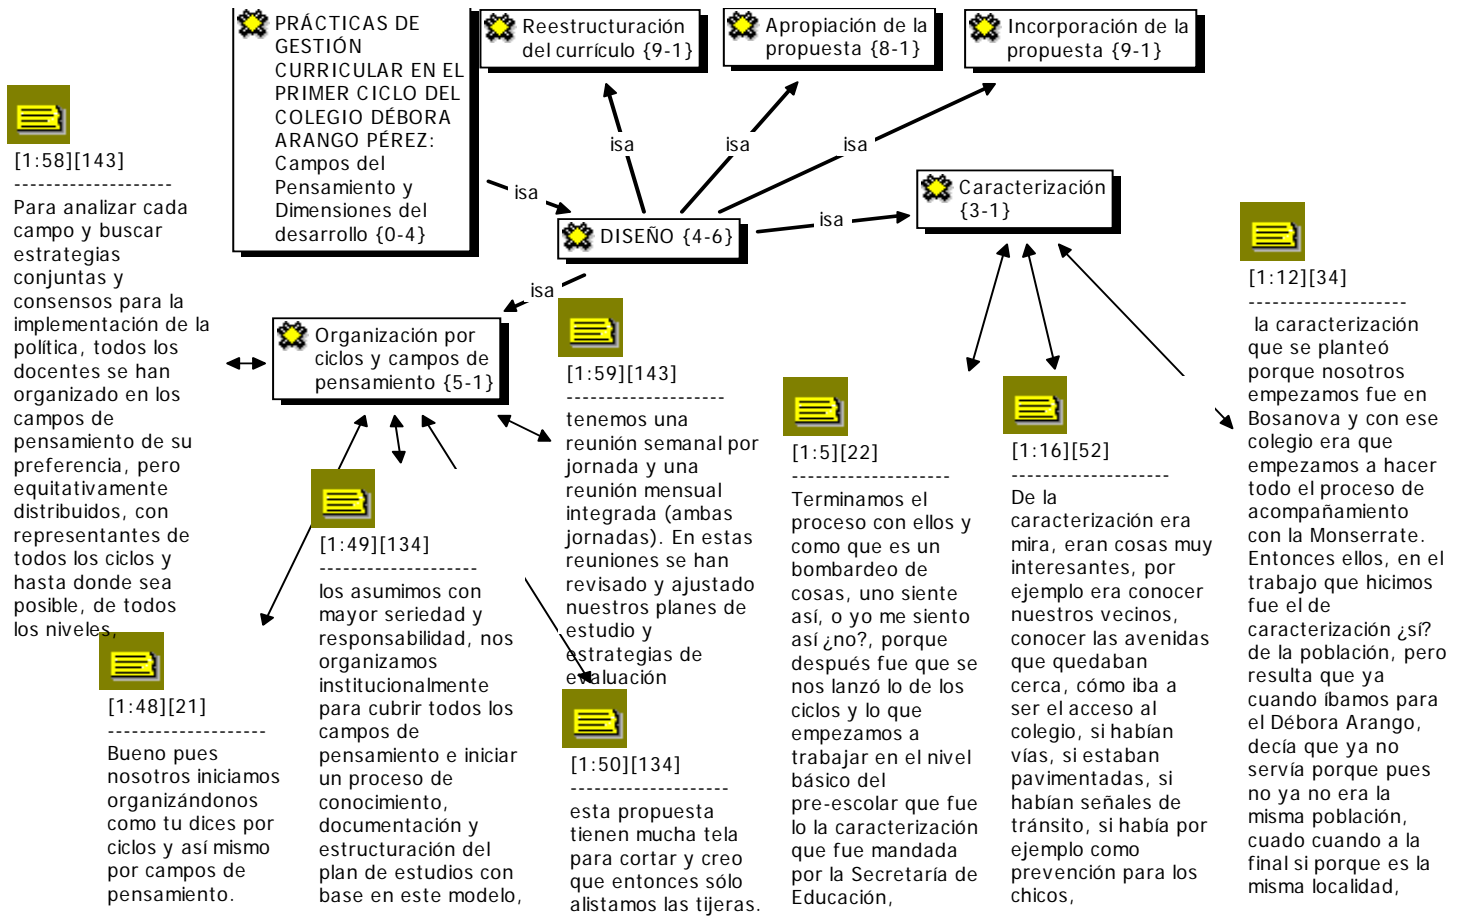 PRÁCTICAS DE
GESTIÓN
CURRICULAR EN EL
PRIMER CICLO DEL
COLEGIO DÉBORA
ARANGO PÉREZ:
Campos del
Pensamiento y
Dimensiones del
desarrollo {0-4}
Reestructuración
del currículo {9-1}
Apropiación de la
propuesta {8-1}
Incorporación de la
propuesta {9-1}
isa
isa
isa
isa
isa
isa
DISEÑO {4-6}
Caracterización
{3-1}
Organización por
ciclos y campos de
pensamiento {5-1}
[1:58][143]
--------------------
Para analizar cada
campo y buscar
estrategias
conjuntas y
consensos para la
implementación de la
política, todos los
docentes se han
organizado en los
campos de
pensamiento de su
preferencia, pero
equitativamente
distribuidos, con
representantes de
todos los ciclos y
hasta donde sea
posible, de todos
los niveles,
[1:48][21]
--------------------
Bueno pues
nosotros iniciamos
organizándonos
como tu dices por
ciclos y así mismo
por campos de
pensamiento.
[1:49][134]
--------------------
los asumimos con
mayor seriedad y
responsabilidad, nos
organizamos
institucionalmente
para cubrir todos los
campos de
pensamiento e iniciar
un proceso de
conocimiento,
documentación y
estructuración del
plan de estudios con
base en este modelo,
[1:59][143]
--------------------
tenemos una
reunión semanal por
jornada y una
reunión mensual
integrada (ambas
jornadas). En estas
reuniones se han
revisado y ajustado
nuestros planes de
estudio y
estrategias de
evaluación
[1:50][134]
--------------------
esta propuesta
tienen mucha tela
para cortar y creo
que entonces sólo
alistamos las tijeras.
[1:5][22]
--------------------
Terminamos el
proceso con ellos y
como que es un
bombardeo de
cosas, uno siente
así, o yo me siento
así ¿no?, porque
después fue que se
nos lanzó lo de los
ciclos y lo que
empezamos a
trabajar en el nivel
básico del
pre-escolar que fue
lo la caracterización
que fue mandada
por la Secretaría de
Educación,
[1:16][52]
--------------------
De la
caracterización era
mira, eran cosas muy
interesantes, por
ejemplo era conocer
nuestros vecinos,
conocer las avenidas
que quedaban
cerca, cómo iba a
ser el acceso al
colegio, si habían
vías, si estaban
pavimentadas, si
habían señales de
tránsito, si había por
ejemplo como
prevención para los
chicos,
[1:12][34]
--------------------
la caracterización
que se planteó
porque nosotros
empezamos fue en
Bosanova y con ese
colegio era que
empezamos a hacer
todo el proceso de
acompañamiento
con la Monserrate.
Entonces ellos, en el
trabajo que hicimos
fue el de
caracterización ¿sí?
de la población, pero
resulta que ya
cuando íbamos para
el Débora Arango,
decía que ya no
servía porque pues
no ya no era la
misma población,
cuado cuando a la
final si porque es la
misma localidad,